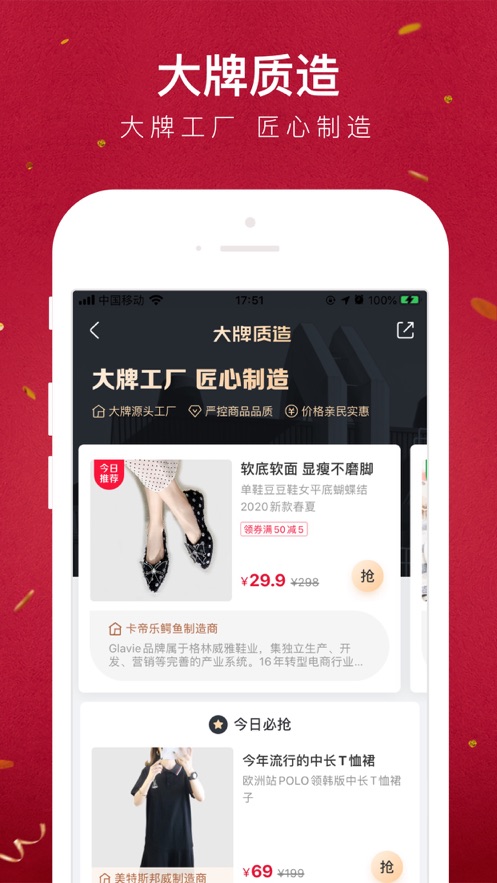 大牌质造
大牌工厂 匠心制造
中国移动
17:51
100%
大牌质造
大牌工厂 匠心制造
大牌源头工厂
严控商品品质
价格亲民实惠
今日
推荐
软底软面 显瘦不磨脚
单鞋豆豆鞋女平底蝴蝶结
2020新款春夏
领券满50减5
¥29.9 ¥298
抢
卡帝乐鳄鱼制造商
Glavie品牌属于格林威雅鞋业，集独立生产、开
发、营销等完善的产业系统。16年转型电商行业...
今日必抢
今年流行的中长T恤裙
欧洲站POLO领韩版中长T恤裙
子
¥69 ¥199
抢
美特斯邦威制造商